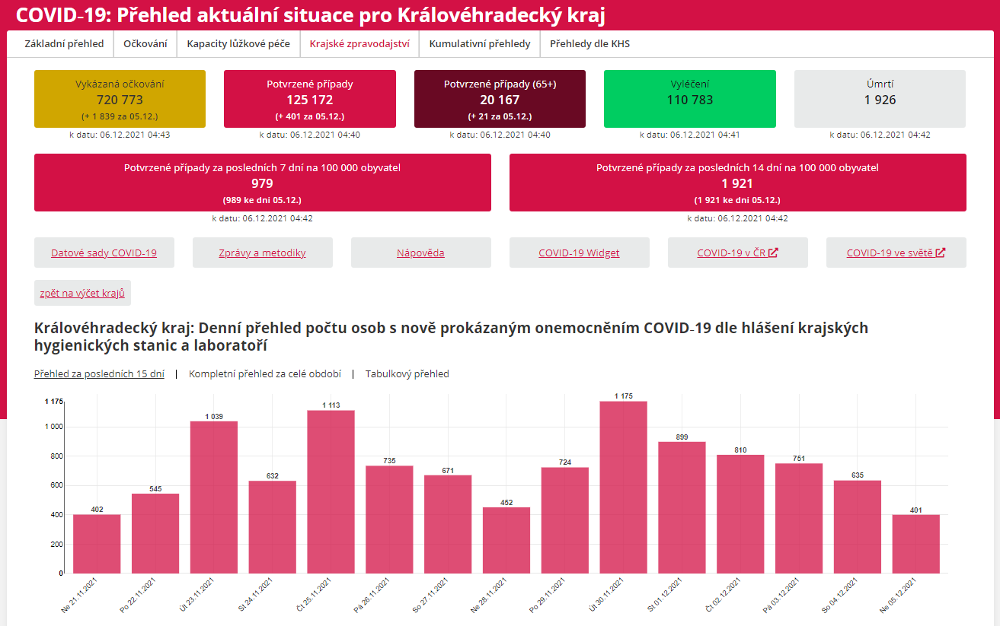 COVID-19: Přehled aktuální situace pro Královéhradecký kraj
Základní přehled
Očkování
Kapacity lůžkové péče
Krajské zpravodajství
Kumulativní přehledy
Přehledy dle KHS
Vykázaná očkování
720 773
(+ 1 839 za 05.12.)
k datu: 06.12.2021 04:43
Potvrzené případy
125 172
(+ 401 za 05.12.)
k datu: 06.12.2021 04:40
Potvrzené případy (65+)
20 167
(+ 21 za 05.12.)
k datu: 06.12.2021 04:40
Vyléčení
110 783
k datu: 06.12.2021 04:41
Úmrtí
1 926
k datu: 06.12.2021 04:42
Potvrzené případy za posledních 7 dní na 100 000 obyvatel
979
(989 ke dni 05.12.)
k datu: 06.12.2021 04:42
Potvrzené případy za posledních 14 dní na 100 000 obyvatel
1 921
(1 921 ke dni 05.12.)
k datu: 06.12.2021 04:42
Datové sady COVID-19
Zprávy a metodiky
Nápověda
COVID-19 Widget
COVID-19 v ČR
COVID-19 ve světě
zpět na výčet krajů
Královéhradecký kraj: Denní přehled počtu osob s nově prokázaným onemocněním COVID-19 dle hlášení krajských
hygienických stanic a laboratoří
Přehled za posledních 15 dní | Kompletní přehled za celé období | Tabulkový přehled
1 175
1 000
800
600
400
200
0
402
545
1 039
632
1 113
735
671
452
724
1 175
899
810
751
635
401
Ne 21.11.2021
Po 22.11.2021
Út 23.11.2021
St 24.11.2021
Čt 25.11.2021
Pá 26.11.2021
So 27.11.2021
Ne 28.11.2021
Po 29.11.2021
Út 30.11.2021
St 01.12.2021
Čt 02.12.2021
Pá 03.12.2021
So 04.12.2021
Ne 05.12.2021